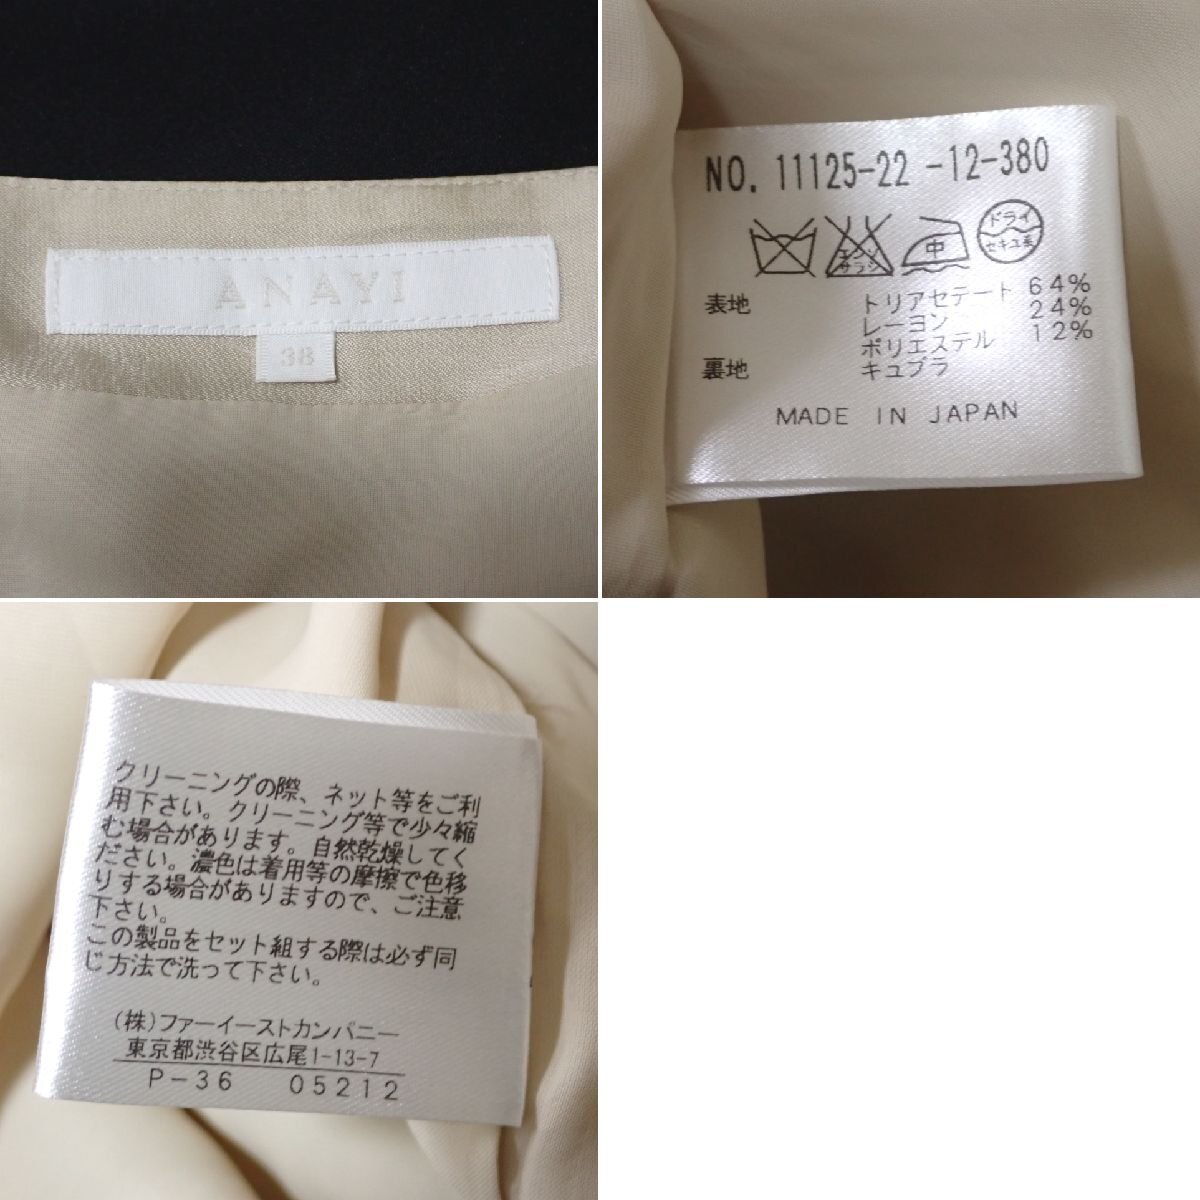 ANAYI
38
NO. 11125-22 -12-380
エンソ
サラシ
中
ドライ
セキユ系
表地 トリアセテート 64%
レーヨン 24%
ポリエステル 12%
裏地 キュプラ
MADE IN JAPAN
クリーニングの際、ネット等をご利
用下さい。クリーニング等で少々縮
む場合があります。自然乾燥してく
ださい。濃色は着用等の摩擦で色移
りする場合がありますので、ご注意
下さい。
この製品をセット組する際は必ず同
じ方法で洗って下さい。
(株)ファーイーストカンパニー
東京都渋谷区広尾1-13-7
P-36 05212